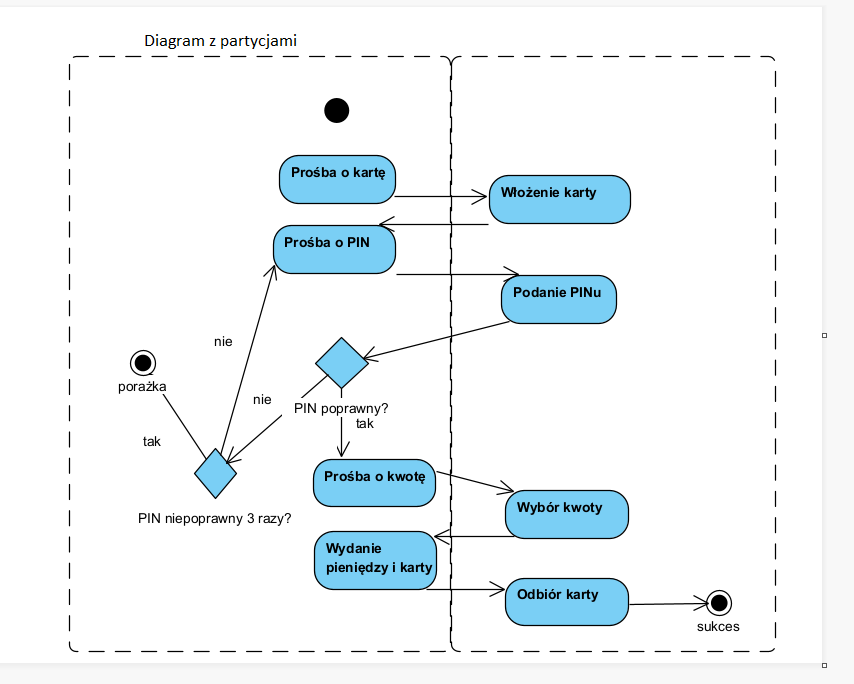 Diagram z partycjami
Prośba o kartę
Włożenie karty
Prośba o PIN
Podanie PINu
nie
porażka
nie
PIN poprawny?
tak
tak
Prośba o kwotę
Wybór kwoty
PIN niepoprawny 3 razy?
Wydanie
pieniędzy i karty
Odbiór karty
sukces